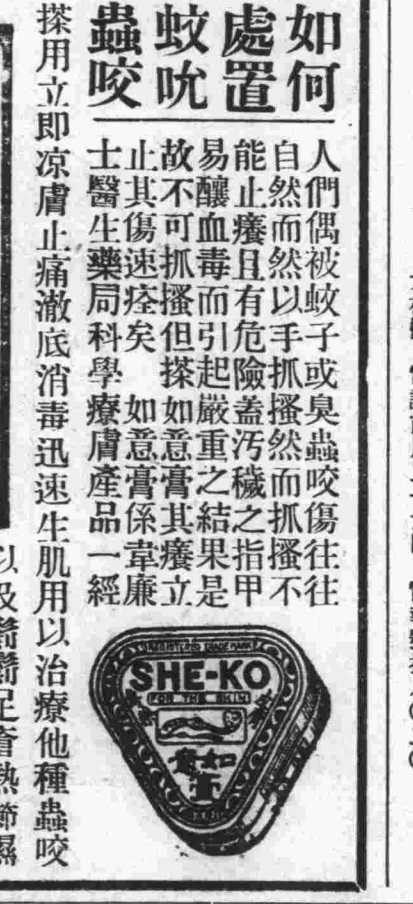 如何
處置
蚊吮
蟲咬
人們偶被蚊子或臭蟲咬傷往往
自然而然以手抓搔然而抓搔不
能止癢且有危險蓋汚穢之指甲
易釀血毒而引起嚴重之結果是
故不可抓搔但搽如意膏其癢立
止其傷速痊矣 如意膏係韋廉
士醫生藥局科學療膚產品一經
搽用立即凉膚止痛澈底消毒迅速生肌用以治療他種蟲咬
SHE-KO
FOR THE SKIN
REGISTERED TRADE MARK
如意
膏